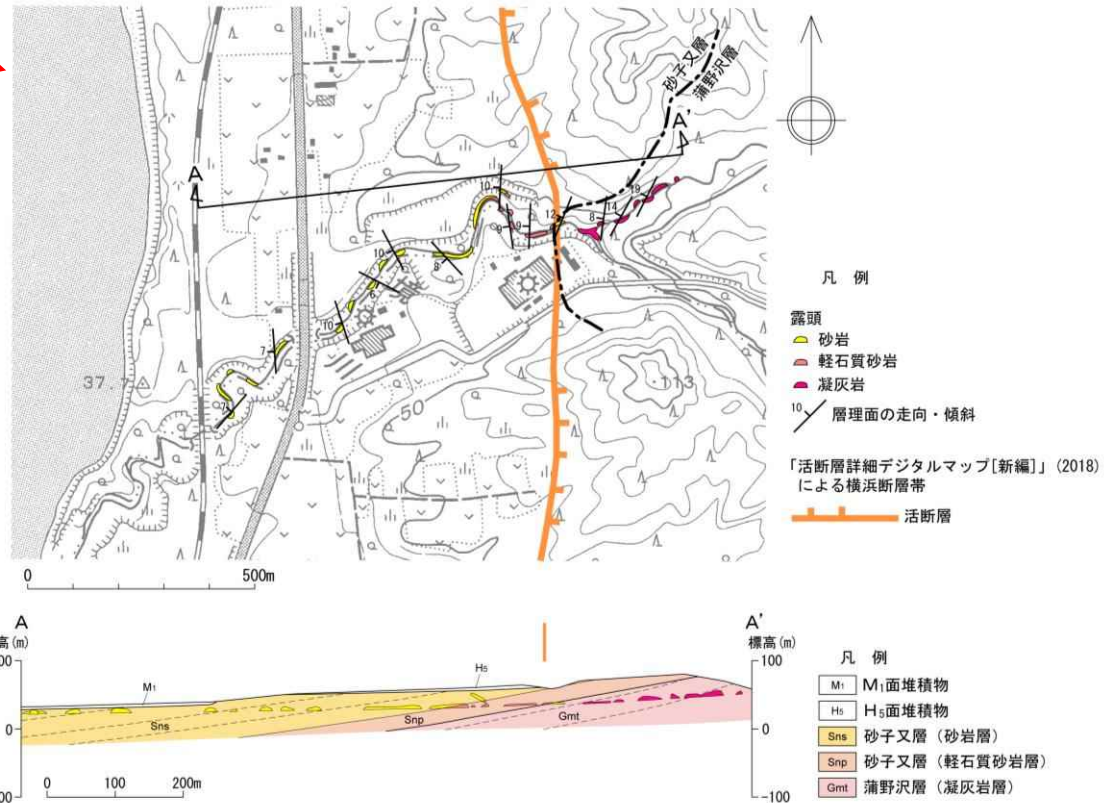 砂子又層
蒲野沢層
A
A'
10
9
9
12
8
14
19
10
8
6
10
7
7
37.7
50
113
0 500m
凡 例
露頭
砂岩
軽石質砂岩
凝灰岩
10 層理面の走向・傾斜
「活断層詳細デジタルマップ[新編]」(2018)
による横浜断層帯
活断層
A A'
高(m) 標高(m)
00 100
M1 H5
Sns Snp Gmt
0 0
0 100 200m
00 -100
凡 例
M1 M1面堆積物
H5 H5面堆積物
Sns 砂子又層(砂岩層)
Snp 砂子又層(軽石質砂岩層)
Gmt 蒲野沢層(凝灰岩層)